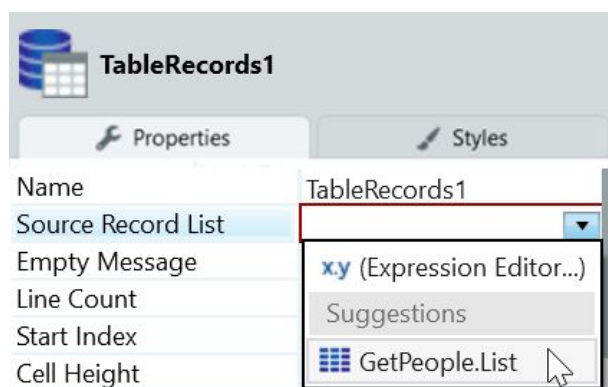 TableRecords1
Properties
Styles
Name TableRecords1
Source Record List
Empty Message
x.y (Expression Editor...)
Line Count
Suggestions
Start Index
GetPeople.List
Cell Height